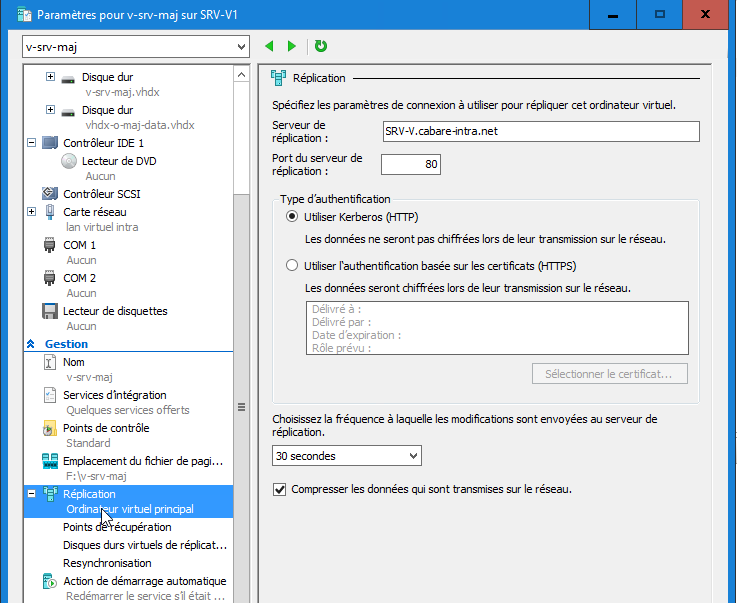 Paramètres pour v-srv-maj sur SRV-V1
v-srv-maj
Disque dur
v-srv-maj.vhdx
Disque dur
vhdx-o-maj-data.vhdx
Contrôleur IDE 1
Lecteur de DVD
Aucun
Contrôleur SCSI
Carte réseau
lan virtuel intra
COM 1
Aucun
COM 2
Aucun
Lecteur de disquettes
Aucun
Gestion
Nom
v-srv-maj
Services d'intégration
Quelques services offerts
Points de contrôle
Standard
Emplacement du fichier de pagi...
F:\v-srv-maj
Réplication
Ordinateur virtuel principal
Points de récupération
Disques durs virtuels de réplicat...
Resynchronisation
Action de démarrage automatique
Redémarrer le service s'il était ...
Réplication
Spécifiez les paramètres de connexion à utiliser pour répliquer cet ordinateur virtuel.
Serveur de
réplication :
SRV-V.cabare-intra.net
Port du serveur de
réplication :
80
Type d'authentification
Utiliser Kerberos (HTTP)
Les données ne seront pas chiffrées lors de leur transmission sur le réseau.
Utiliser l'authentification basée sur les certificats (HTTPS)
Les données seront chiffrées lors de leur transmission sur le réseau.
Délivré à :
Délivré par :
Date d'expiration :
Rôle prévu :
Sélectionner le certificat...
Choisissez la fréquence à laquelle les modifications sont envoyées au serveur de
réplication.
30 secondes
Compresser les données qui sont transmises sur le réseau.